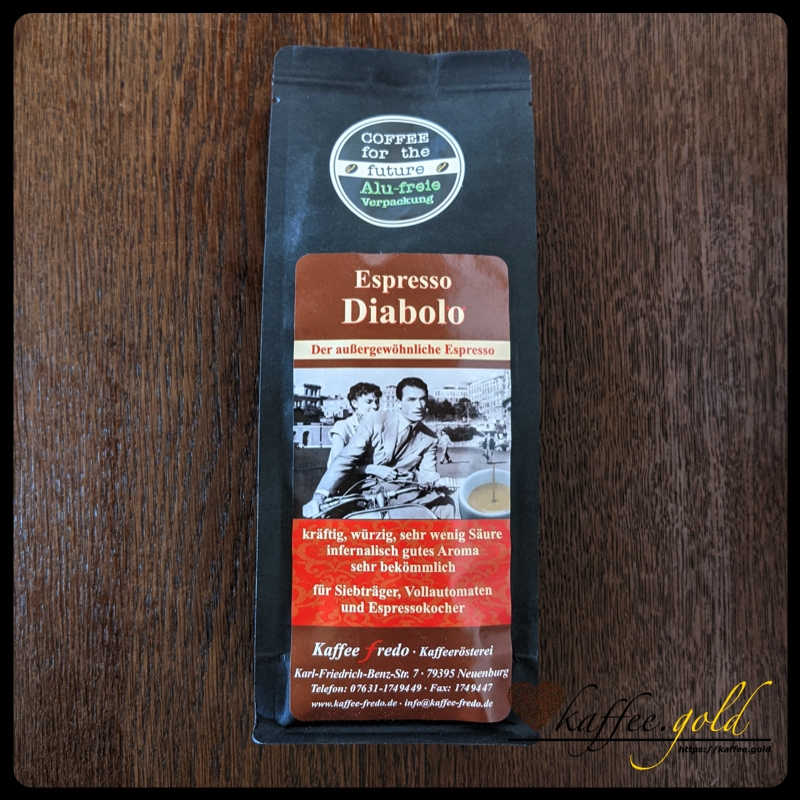 COFFEE
for the
future
Alu-freie
Verpackung
Espresso
Diabolo
Der außergewöhnliche Espresso
kräftig, würzig, sehr wenig Säure
infernalisch gutes Aroma
sehr bekömmlich
für Siebträger, Vollautomaten
und Espressokocher
Kaffee Fredo · Kaffeerösterei
Karl-Friedrich-Benz-Str. 7 · 79395 Neuenburg
Telefon: 07631-1749449 · Fax: 1749447
www.kaffee-fredo.de · info@kaffee-fredo.de
kaffee.gold
https://kaffee.gold